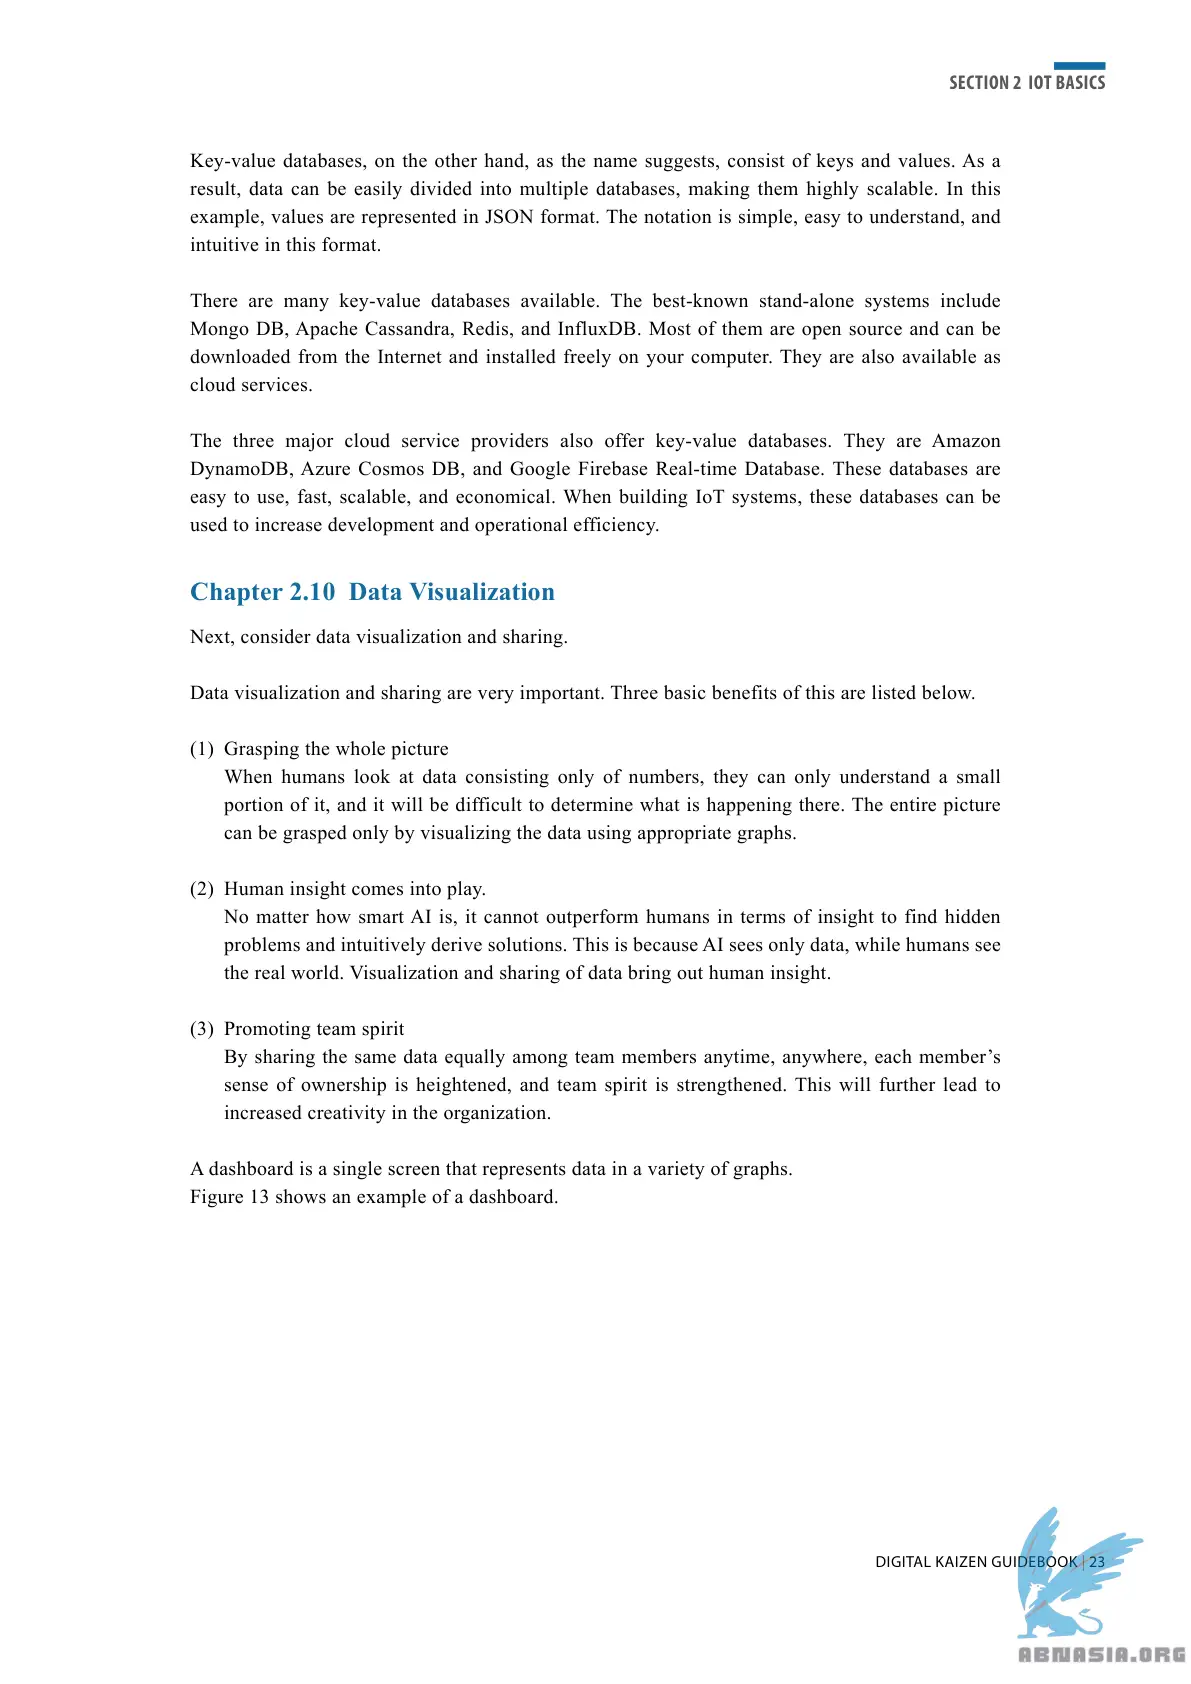 SECTION 2 IOT BASICS
Key-value databases, on the other hand, as the name suggests, consist of keys and values. As a
result, data can be easily divided into multiple databases, making them highly scalable. In this
example, values are represented in JSON format. The notation is simple, easy to understand, and
intuitive in this format.
There are many key-value databases available. The best-known stand-alone systems include
Mongo DB, Apache Cassandra, Redis, and InfluxDB. Most of them are open source and can be
downloaded from the Internet and installed freely on your computer. They are also available as
cloud services.
The three major cloud service providers also offer key-value databases. They are Amazon
DynamoDB, Azure Cosmos DB, and Google Firebase Real-time Database. These databases are
easy to use, fast, scalable, and economical. When building IoT systems, these databases can be
used to increase development and operational efficiency.
Chapter 2.10 Data Visualization
Next, consider data visualization and sharing.
Data visualization and sharing are very important. Three basic benefits of this are listed below.
(1) Grasping the whole picture
When humans look at data consisting only of numbers, they can only understand a small
portion of it, and it will be difficult to determine what is happening there. The entire picture
can be grasped only by visualizing the data using appropriate graphs.
(2) Human insight comes into play.
No matter how smart AI is, it cannot outperform humans in terms of insight to find hidden
problems and intuitively derive solutions. This is because AI sees only data, while humans see
the real world. Visualization and sharing of data bring out human insight.
(3) Promoting team spirit
By sharing the same data equally among team members anytime, anywhere, each member’s
sense of ownership is heightened, and team spirit is strengthened. This will further lead to
increased creativity in the organization.
A dashboard is a single screen that represents data in a variety of graphs.
Figure 13 shows an example of a dashboard.
DIGITAL KAIZEN GUIDEBOOK | 23
ABNASIA.ORG